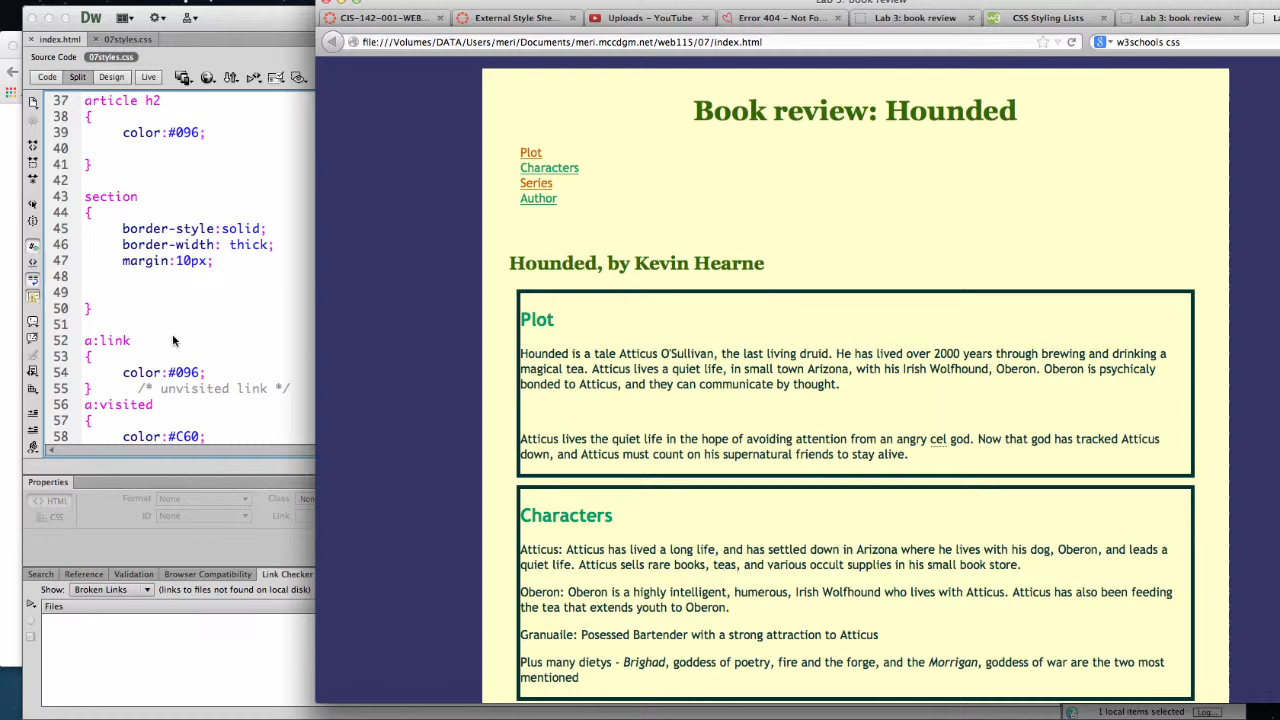 Lab 3: book review
Dw
CIS-142-001-WEB...
External Style She...
Uploads - YouTube
Error 404 - Not Fo...
Lab 3: book review
CSS Styling Lists
Lab 3: book review
La
index.html
07styles.css
file:///Volumes/DATA/Users/meri/Documents/meri.mccdgm.net/web115/07/index.html
w3schools css
Source Code
07styles.css
Code
Split
Design
Live
37 article h2
38 {
39 color:#096;
40
41 }
42
43 section
44 {
45 border-style:solid;
46 border-width: thick;
47 margin:10px;
48
49
50 }
51
52 a:link
53 {
54 color:#096;
55 } /* unvisited link */
56 a:visited
57 {
58 color:#C60;
Properties
HTML
Format
None
Class
Non
CSS
ID
None
Link:
Search
Reference
Validation
Browser Compatibility
Link Checker
Show:
Broken Links
(links to files not found on local disk)
Files
Book review: Hounded
Plot
Characters
Series
Author
Hounded, by Kevin Hearne
Plot
Hounded is a tale Atticus O'Sullivan, the last living druid. He has lived over 2000 years through brewing and drinking a
magical tea. Atticus lives a quiet life, in small town Arizona, with his Irish Wolfhound, Oberon. Oberon is psychicaly
bonded to Atticus, and they can communicate by thought.
Atticus lives the quiet life in the hope of avoiding attention from an angry cel god. Now that god has tracked Atticus
down, and Atticus must count on his supernatural friends to stay alive.
Characters
Atticus: Atticus has lived a long life, and has settled down in Arizona where he lives with his dog, Oberon, and leads a
quiet life. Atticus sells rare books, teas, and various occult supplies in his small book store.
Oberon: Oberon is a highly intelligent, humerous, Irish Wolfhound who lives with Atticus. Atticus has also been feeding
the tea that extends youth to Oberon.
Granuaile: Posessed Bartender with a strong attraction to Atticus
Plus many dietys - Brighad, goddess of poetry, fire and the forge, and the Morrigan, goddess of war are the two most
mentioned
1 local items selected
Log...